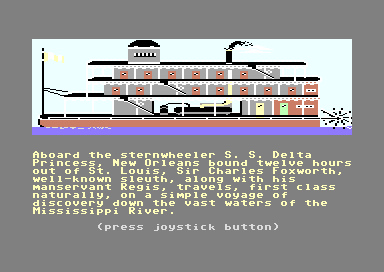 Aboard the sternwheeler S. S. Delta
Princess, New Orleans bound twelve hours
out of St. Louis, Sir Charles Foxworth,
well-known sleuth, along with his
manservant Regis, travels, first class
naturally, on a simple voyage of
discovery down the vast waters of the
Mississippi River.
(press joystick button)